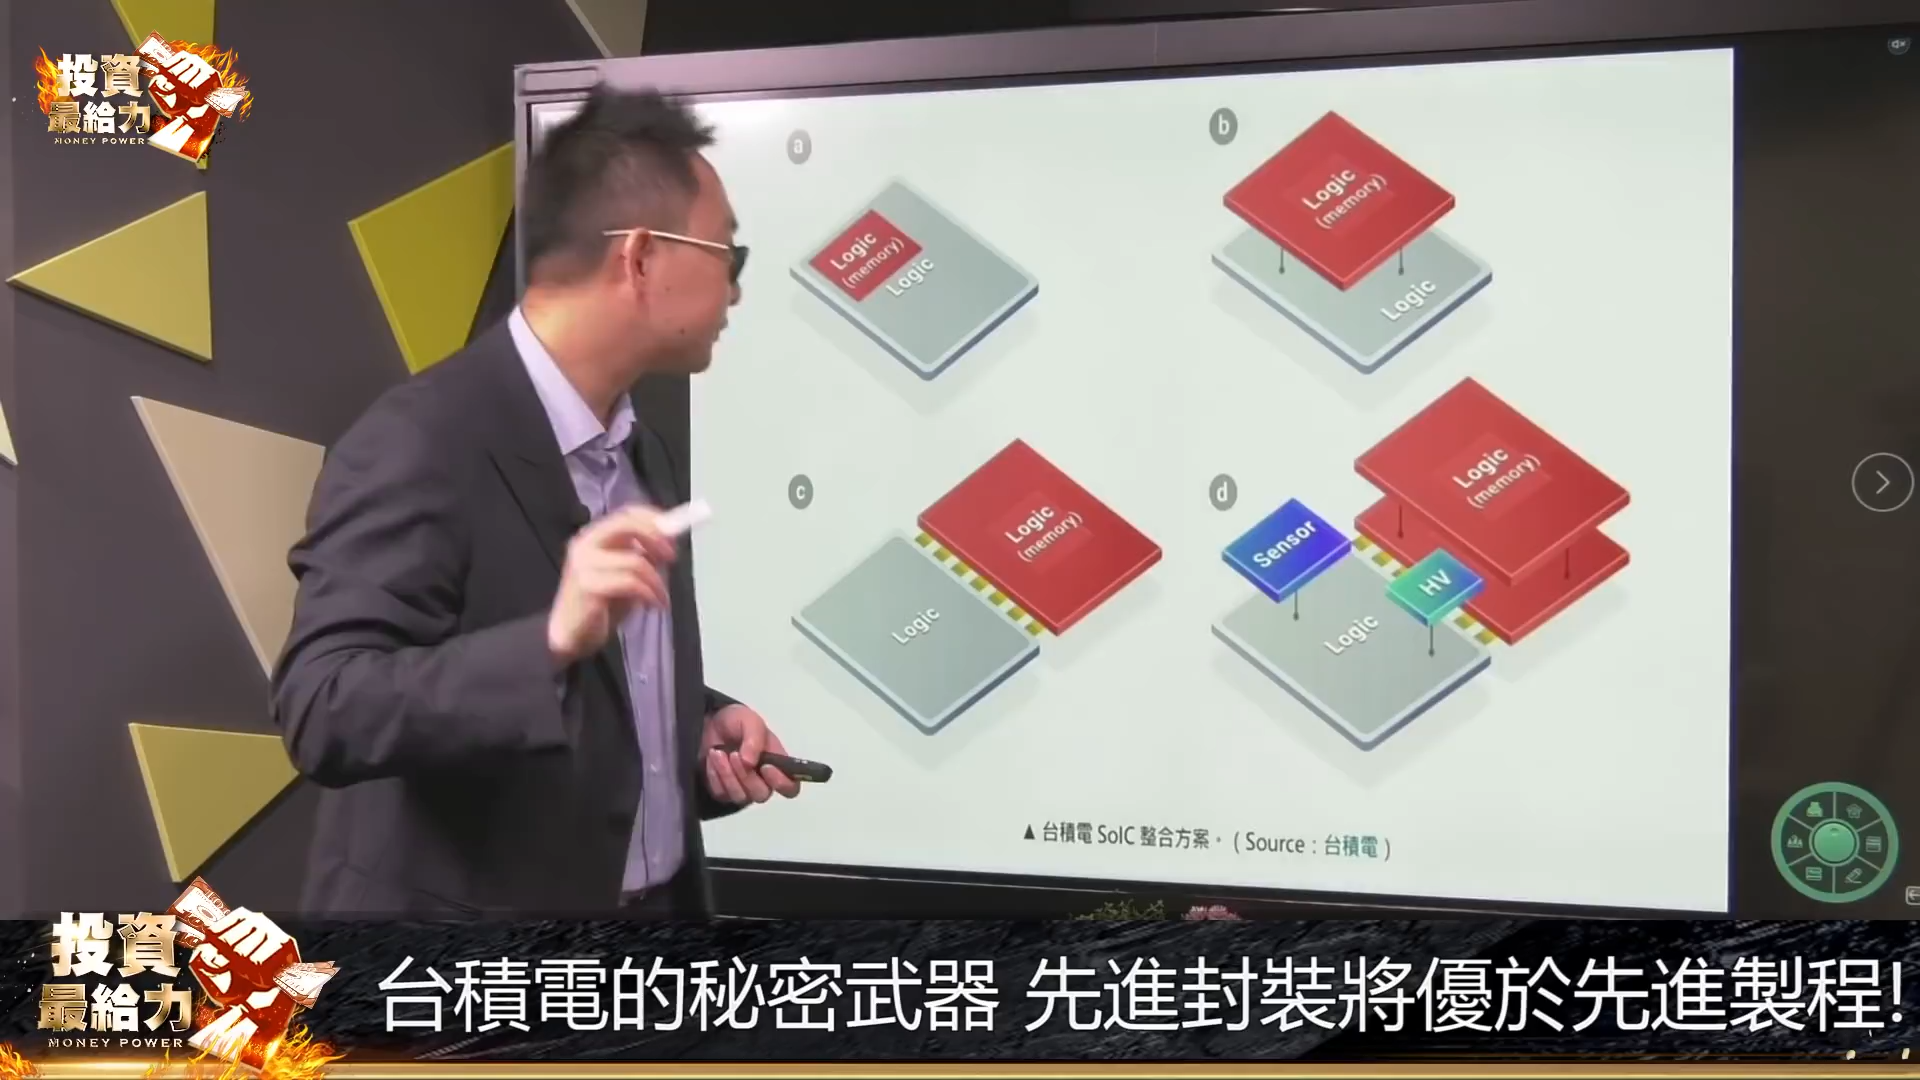 投資
最給力
MONEY POWER
a
Logic
(memory)
Logic
b
Logic
(memory)
Logic
c
Logic
(memory)
Logic
d
Logic
(memory)
Sensor
HV
Logic
▲ 台積電 SoIC 整合方案。(Source：台積電)
投資
最給力
MONEY POWER
台積電的秘密武器 先進封裝將優於先進製程!